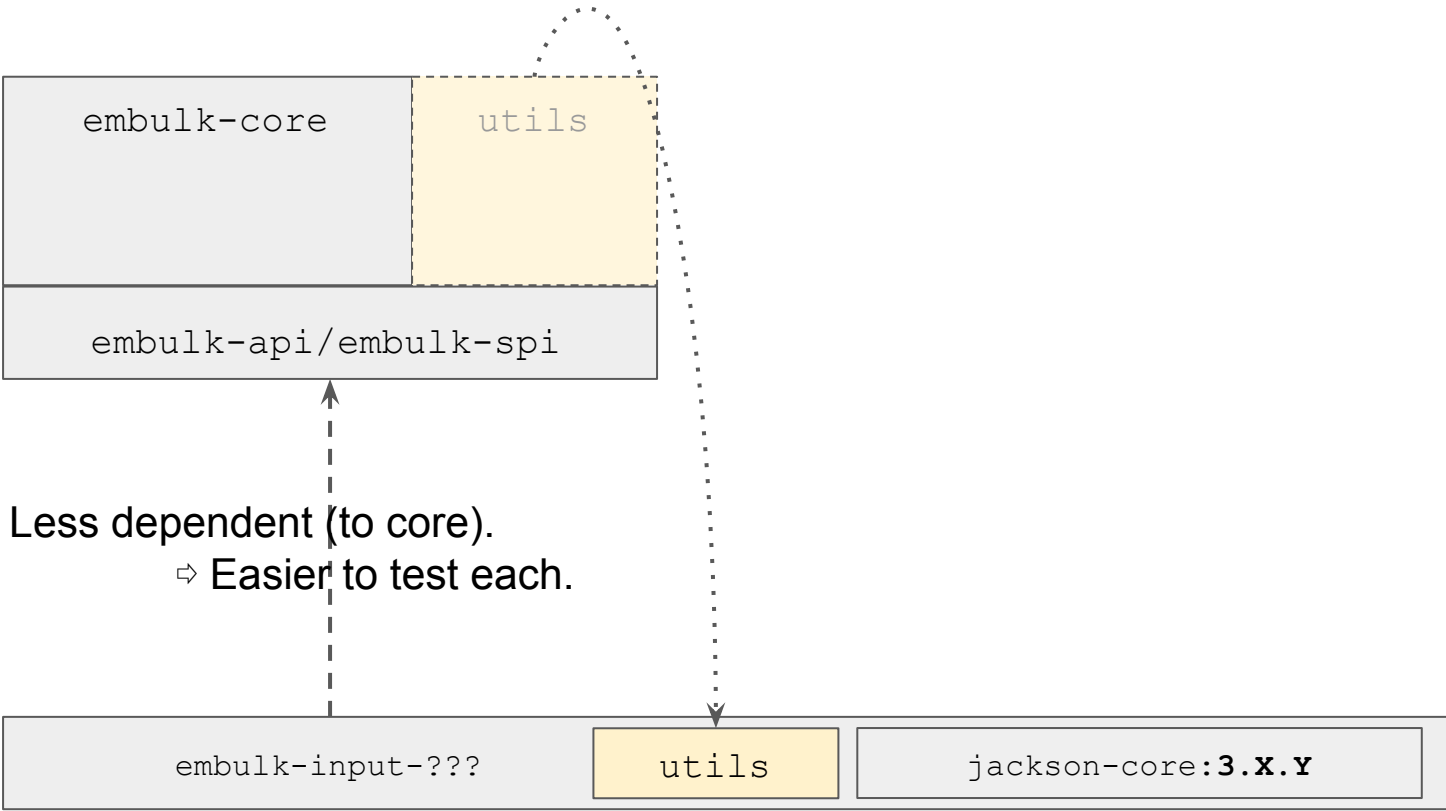 embulk-core
utils
embulk-api/embulk-spi
Less dependent (to core).
⇨ Easier to test each.
embulk-input-???
utils
jackson-core:3.X.Y